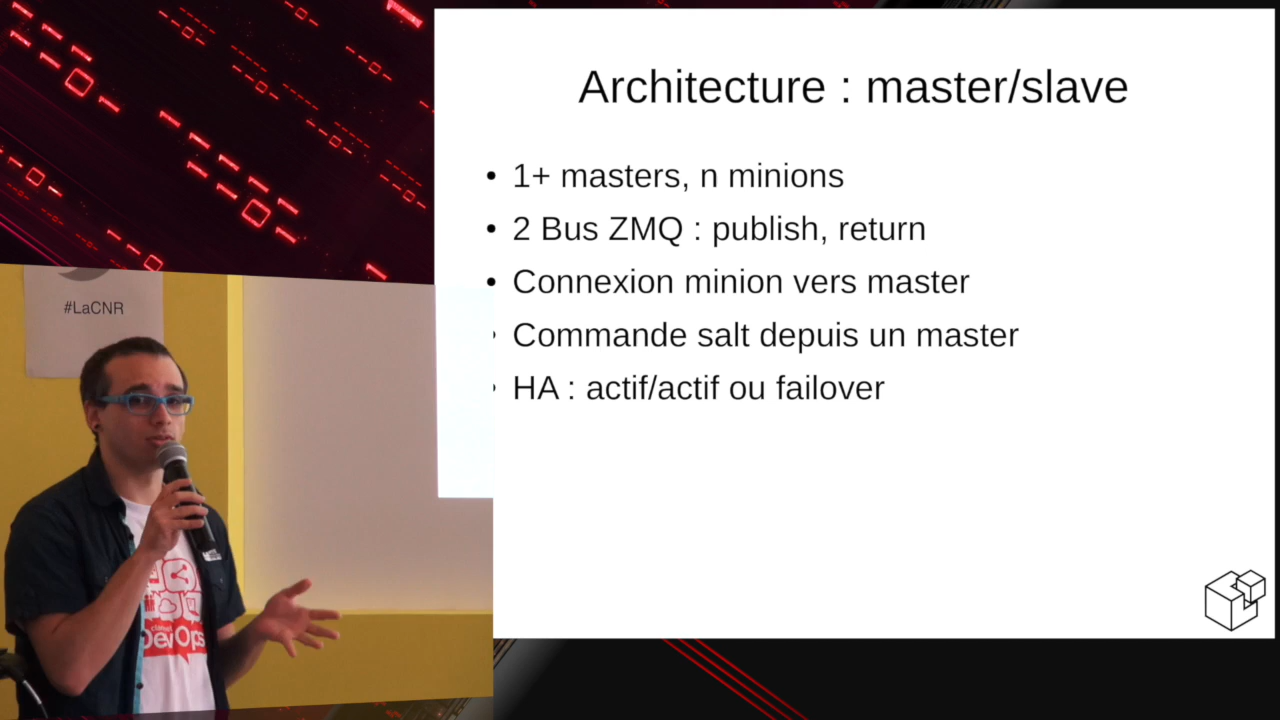 Architecture : master/slave
• 1+ masters, n minions
• 2 Bus ZMQ : publish, return
• Connexion minion vers master
• Commande salt depuis un master
• HA : actif/actif ou failover
#LaCNR
DevOps